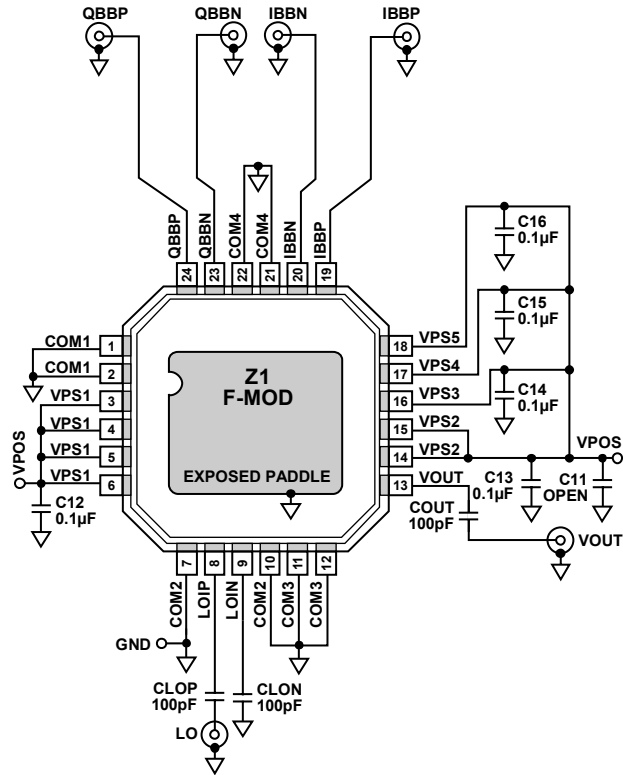 QBBP QBBN IBBN IBBP
QBBP QBBN COM4 COM4 IBBN IBBP
24 23 22 21 20 19
C16
0.1µF
C15
0.1µF
C14
0.1µF
COM1 1
COM1 2
VPS1 3
VPS1 4
VPS1 5
VPS1 6
VPOS
C12
0.1µF
Z1
F-MOD
EXPOSED PADDLE
18 VPS5
17 VPS4
16 VPS3
15 VPS2
14 VPS2
13 VOUT
VPOS
C13
0.1µF
C11
OPEN
COUT
100pF
VOUT
7 8 9 10 11 12
COM2 LOIP LOIN COM2 COM3 COM3
GND
CLOP
100pF
CLON
100pF
LO